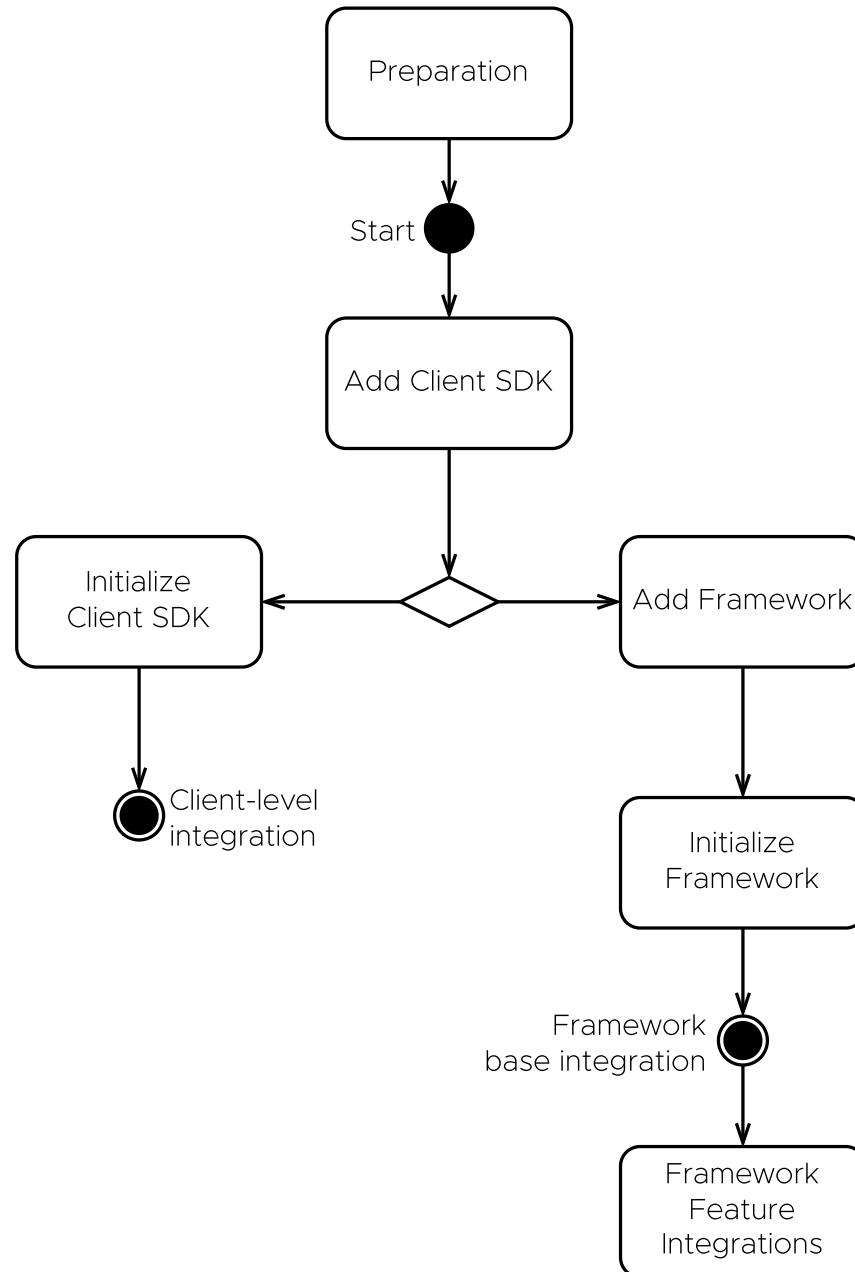 Preparation
Start
Add Client SDK
Initialize
Client SDK
Add Framework
Client-level
integration
Initialize
Framework
Framework
base integration
Framework
Feature
Integrations